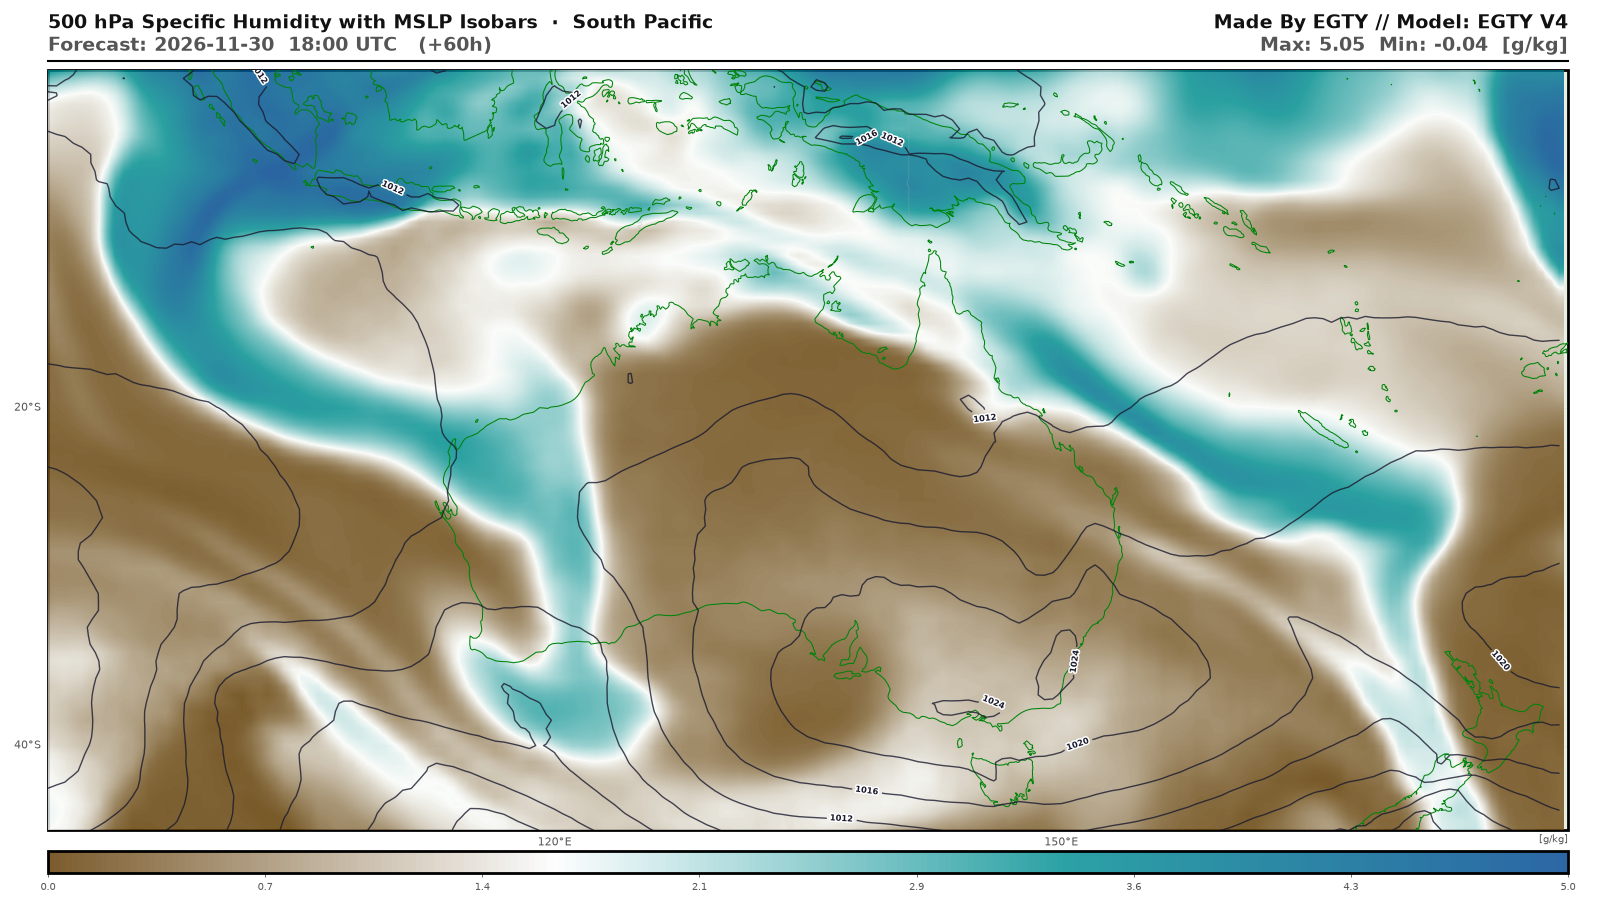 500 hPa Specific Humidity with MSLP Isobars · South Pacific
Made By EGTY // Model: EGTY V4
Forecast: 2026-11-30 18:00 UTC (+60h)
Max: 5.05 Min: -0.04 [g/kg]
1012
1012
1016 1012
1012
20°S
1012
1024
1020
1024
40°S
1020
1016
1012
120°E
150°E
[g/kg]
0.0 0.7 1.4 2.1 2.9 3.6 4.3 5.0